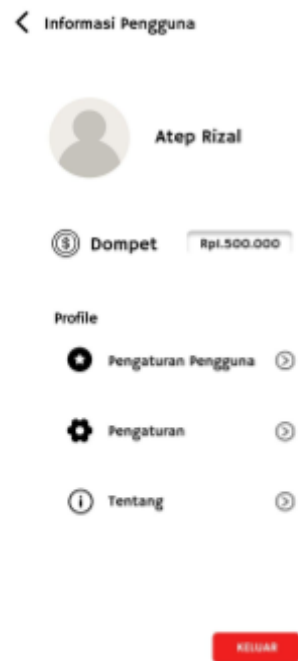 Informasi Pengguna
Atep Rizal
Dompet Rp1.500.000
Profile
Pengaturan Pengguna
Pengaturan
Tentang
KELUAR